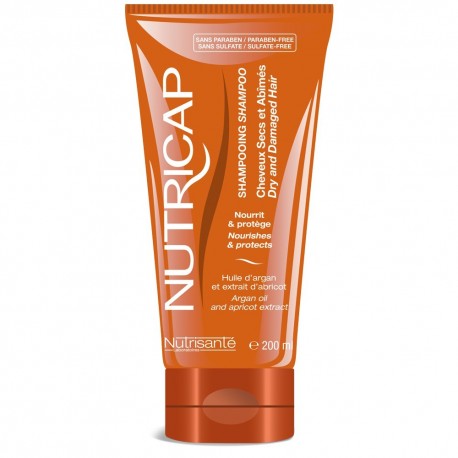 SANS PARABEN / PARABEN-FREE
SANS SULFATE / SULFATE-FREE
NUTRICAP
SHAMPOOING SHAMPOO
Cheveux Secs et Abîmés
Dry and Damaged Hair
Nourrit
& protège
Nourishes
& protects
Huile d'argan
et extrait d'abricot
Argan oil
and apricot extract
Nutrisanté
Laboratoires
e 200 ml